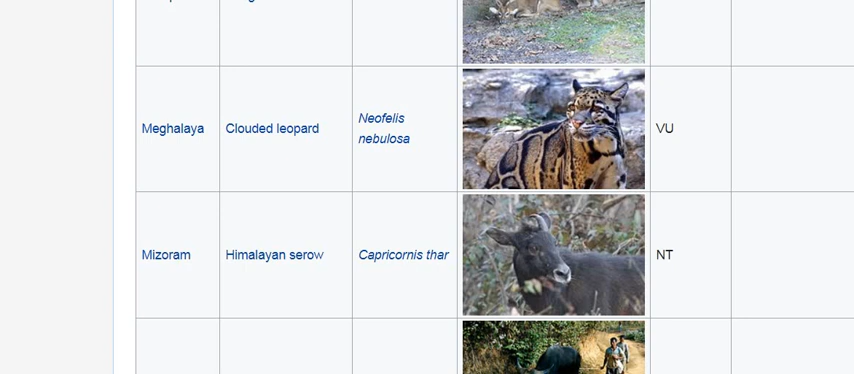 Meghalaya
Clouded leopard
Neofelis
nebulosa
VU
Mizoram
Himalayan serow
Capricornis thar
NT